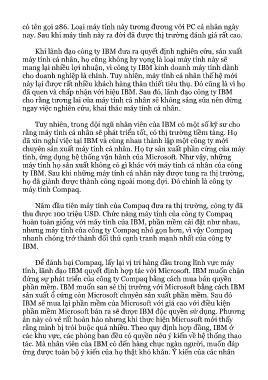 có tên gọi 286. Loại máy tính này tương đương với PC cá nhân ngày
nay. Sau khi máy tính này ra đời đã được thị trường đánh giá rất cao.
Khi lãnh đạo công ty IBM đưa ra quyết định nghiên cứu, sản xuất
máy tính cá nhân, họ cũng không hy vọng là loại máy tính này sẽ
mang lại nhiều lợi nhuận, vì công ty IBM kinh doanh máy tính dành
cho doanh nghiệp là chính. Tuy nhiên, máy tính cá nhân thế hệ mới
này lại được rất nhiều khách hàng thân thiết tiêu thụ. Đó cũng là vì họ
đã quen và chấp nhận với hiệu IBM. Sau đó, lãnh đạo công ty IBM
cho rằng tương lai của máy tính cá nhân sẽ không sáng sủa nên dừng
ngay việc nghiên cứu, khai thác máy tính cá nhân.
Tuy nhiên, trong đội ngũ nhân viên của IBM có một số kỹ sư cho
rằng máy tính cá nhân sẽ phát triển tốt, có thị trường tiềm tàng. Họ
đã xin nghỉ việc tại IBM và cùng nhau thành lập một công ty mới
chuyên sản xuất máy tính cá nhân. Họ tự sản xuất phần cứng của máy
tính, ứng dụng hệ thống vận hành của Microsoft. Như vậy, những
máy tính họ sản xuất không có gì khác với máy tính cá nhân của công
ty IBM. Sau khi những máy tính cá nhân này được tung ra thị trường,
họ đã giành được thành công ngoài mong đợi. Đó chính là công ty
máy tính Compaq.
Năm đầu tiên máy tính của Compaq đưa ra thị trường, công ty đã
thu được 100 triệu USD. Chức năng máy tính của công ty Compaq
hoàn toàn giống với máy tính của IBM, phần mềm cài đặt như nhau,
nhưng máy tính của công ty Compaq nhỏ gọn hơn, vì vậy Compaq
nhanh chóng trở thành đối thủ cạnh tranh mạnh nhất của công ty
IBM.
Để đánh bại Compaq, lấy lại vị trí hàng đầu trong lĩnh vực máy
tính, lãnh đạo IBM quyết định hợp tác với Microsoft. IBM muốn chặn
đứng sự phát triển của công ty Compaq bằng cách mua bản quyền
phần mềm. IBM muốn san sẻ thị trường với Microsoft bằng cách IBM
sản xuất ổ cứng còn Microsoft chuyên sản xuất phần mềm. Sau đó
IBM sẽ mua lại phần mềm của Microsoft với giá cao với điều kiện
phần mềm Microsoft bán ra sẽ được IBM độc quyền sử dụng. Phương
án này có vẻ rất hoàn hảo nhưng khi thực hiện Microsoft mới thấy
rằng mình bị trói buộc quá nhiều. Theo quy định hợp đồng, IBM ở
các khu vực, các phòng ban đều có quyền nêu ý kiến về hệ thống thao
tác. Mà nhân viên của IBM có đến hàng chục ngàn người, muốn đáp
ứng được toàn bộ ý kiến của họ thật khó khăn. Ý kiến của các nhân